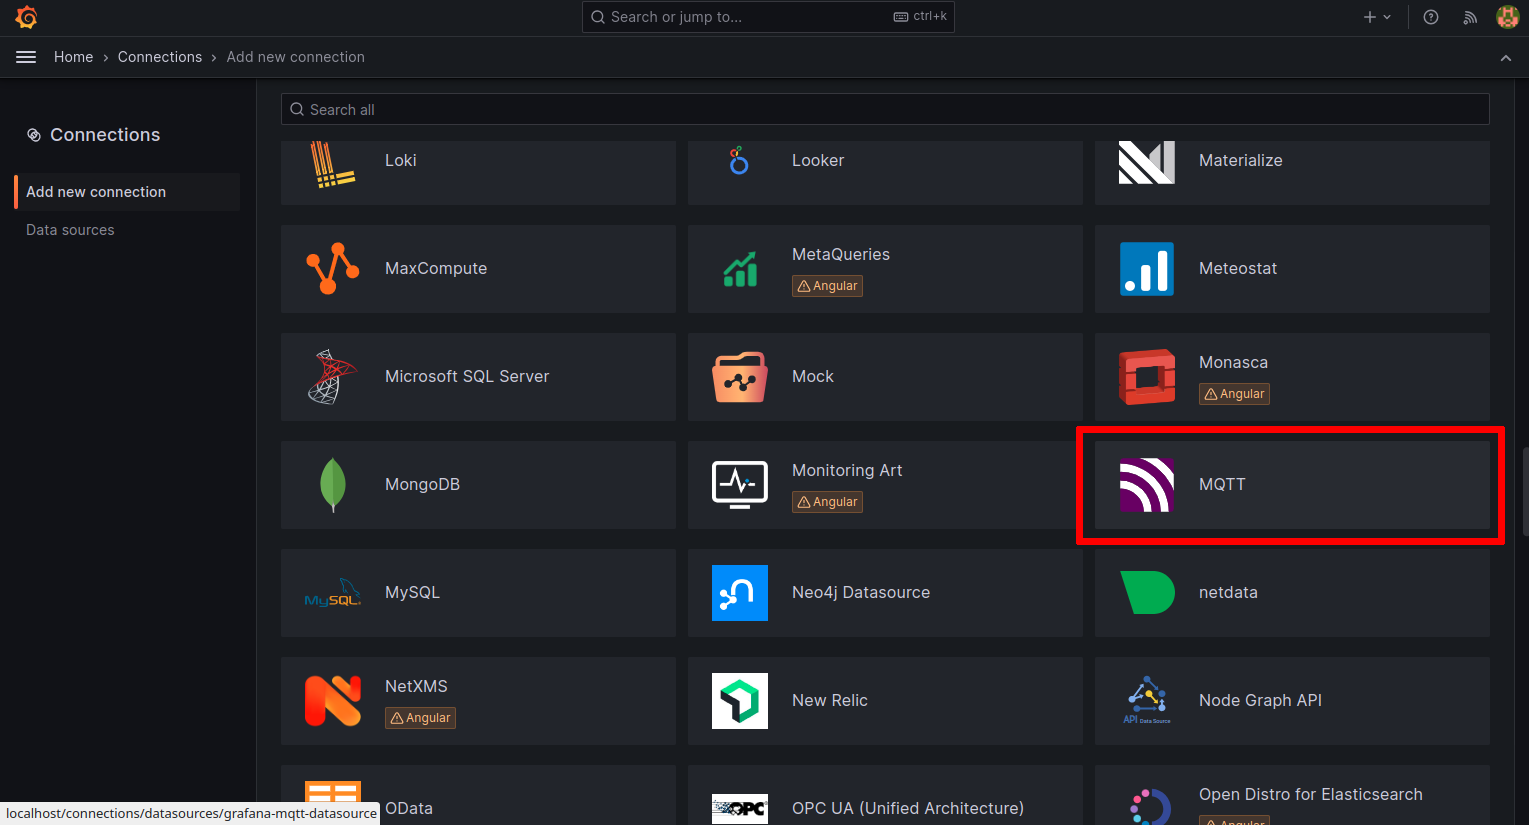 Search or jump to...
ctrl+k
Home › Connections › Add new connection
Connections
Add new connection
Data sources
Search all
Loki
Looker
Materialize
MaxCompute
MetaQueries
Angular
Meteostat
Microsoft SQL Server
Mock
Monasca
Angular
MongoDB
Monitoring Art
Angular
MQTT
MySQL
MySQL
Neo4j Datasource
netdata
NetXMS
Angular
New Relic
API Data Source
Node Graph API
OData
OPC
OPC UA (Unified Architecture)
Open Distro for Elasticsearch
Angular
localhost/connections/datasources/grafana-mqtt-datasource